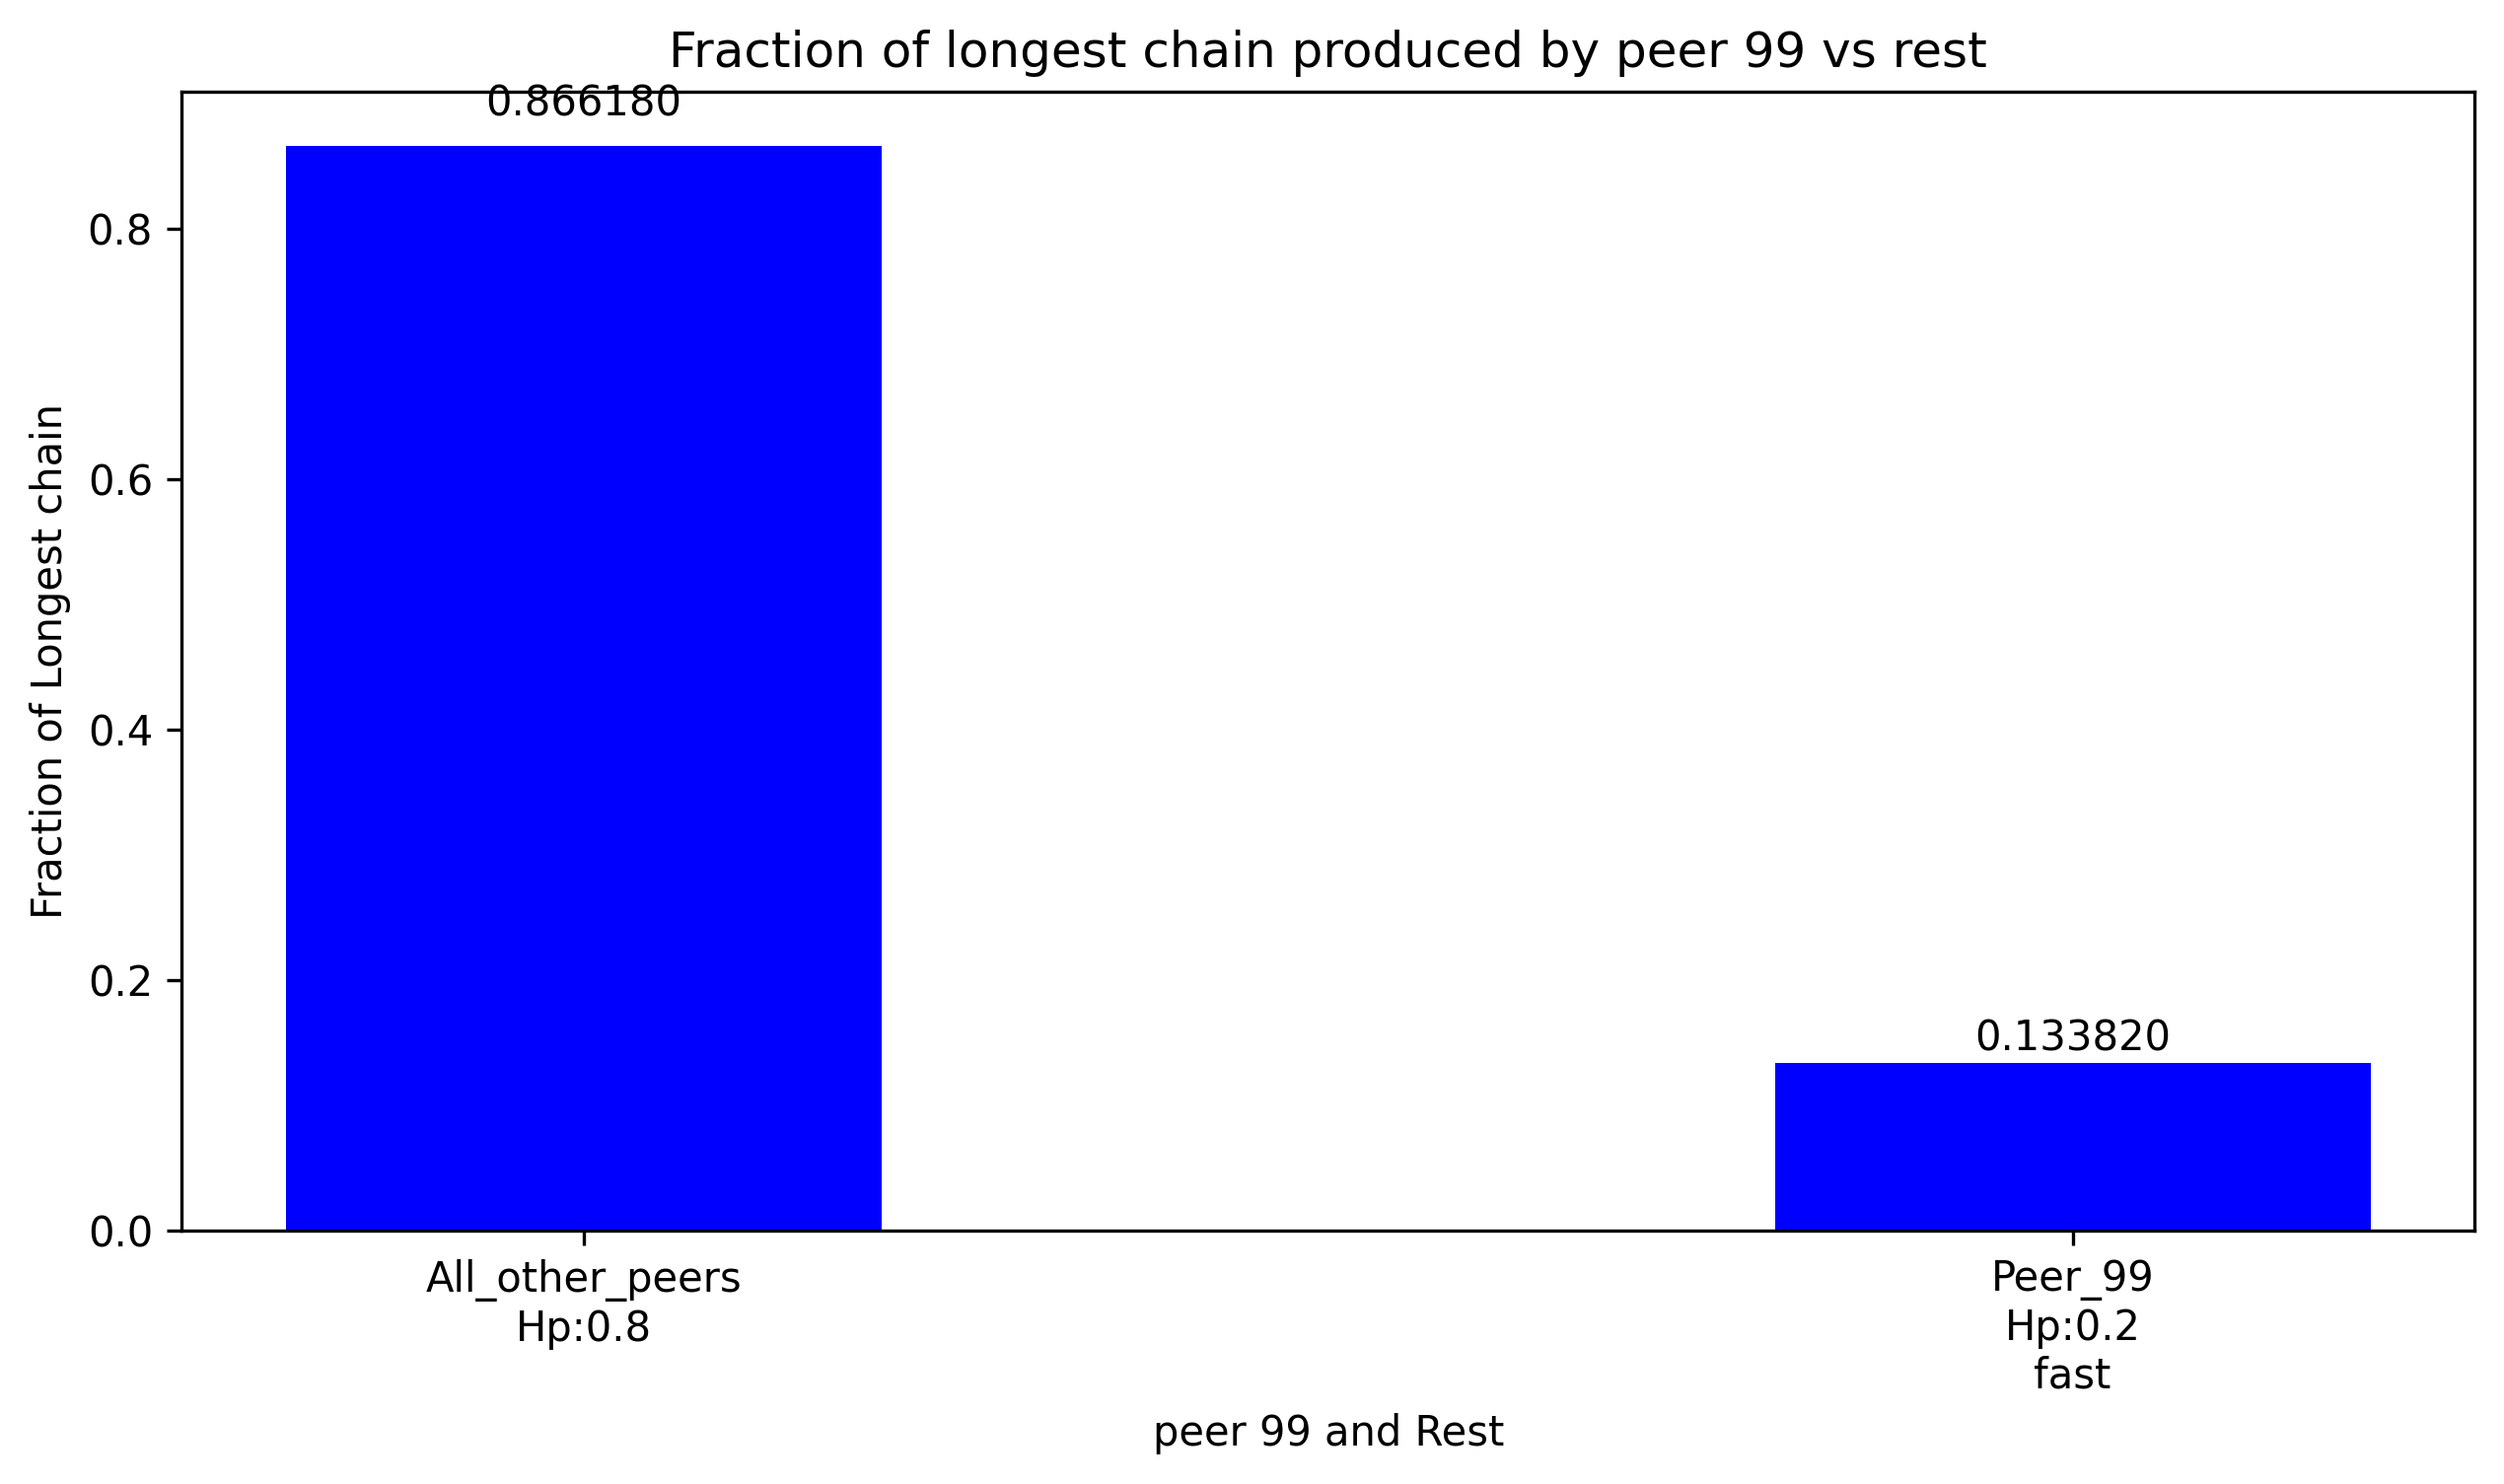 Fraction of longest chain produced by peer 99 vs rest
0.866180
0.8
0.6
0.4
0.2
0.0
Fraction of Longest chain
0.133820
All_other_peers
Hp:0.8
Peer_99
Hp:0.2
fast
peer 99 and Rest